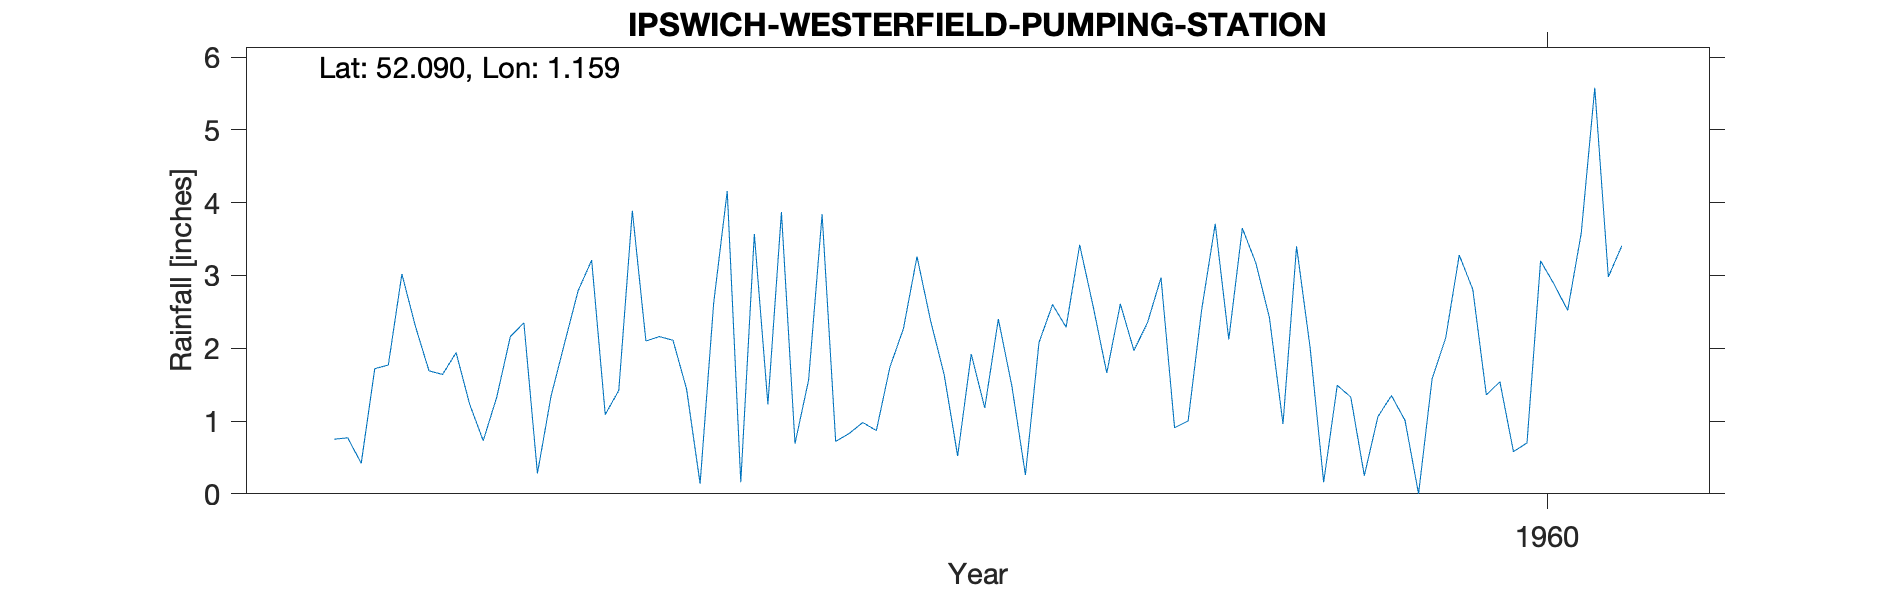 IPSWICH-WESTERFIELD-PUMPING-STATION
Lat: 52.090, Lon: 1.159
6
5
4
3
2
1
0
Rainfall [inches]
1960
Year